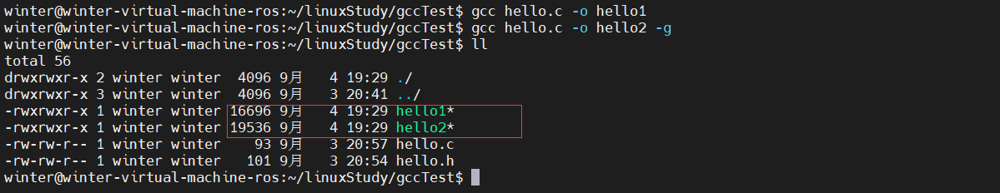 winter@winter-virtual-machine-ros:~/linuxStudy/gccTest$ gcc hello.c -o hello1
winter@winter-virtual-machine-ros:~/linuxStudy/gccTest$ gcc hello.c -o hello2 -g
winter@winter-virtual-machine-ros:~/linuxStudy/gccTest$ ll
total 56
drwxrwxr-x 2 winter winter  4096 9月   4 19:29 ./
drwxrwxr-x 3 winter winter  4096 9月   3 20:41 ../
-rwxrwxr-x 1 winter winter 16696 9月   4 19:29 hello1*
-rwxrwxr-x 1 winter winter 19536 9月   4 19:29 hello2*
-rw-rw-r-- 1 winter winter    93 9月   3 20:57 hello.c
-rw-rw-r-- 1 winter winter   101 9月   3 20:54 hello.h
winter@winter-virtual-machine-ros:~/linuxStudy/gccTest$